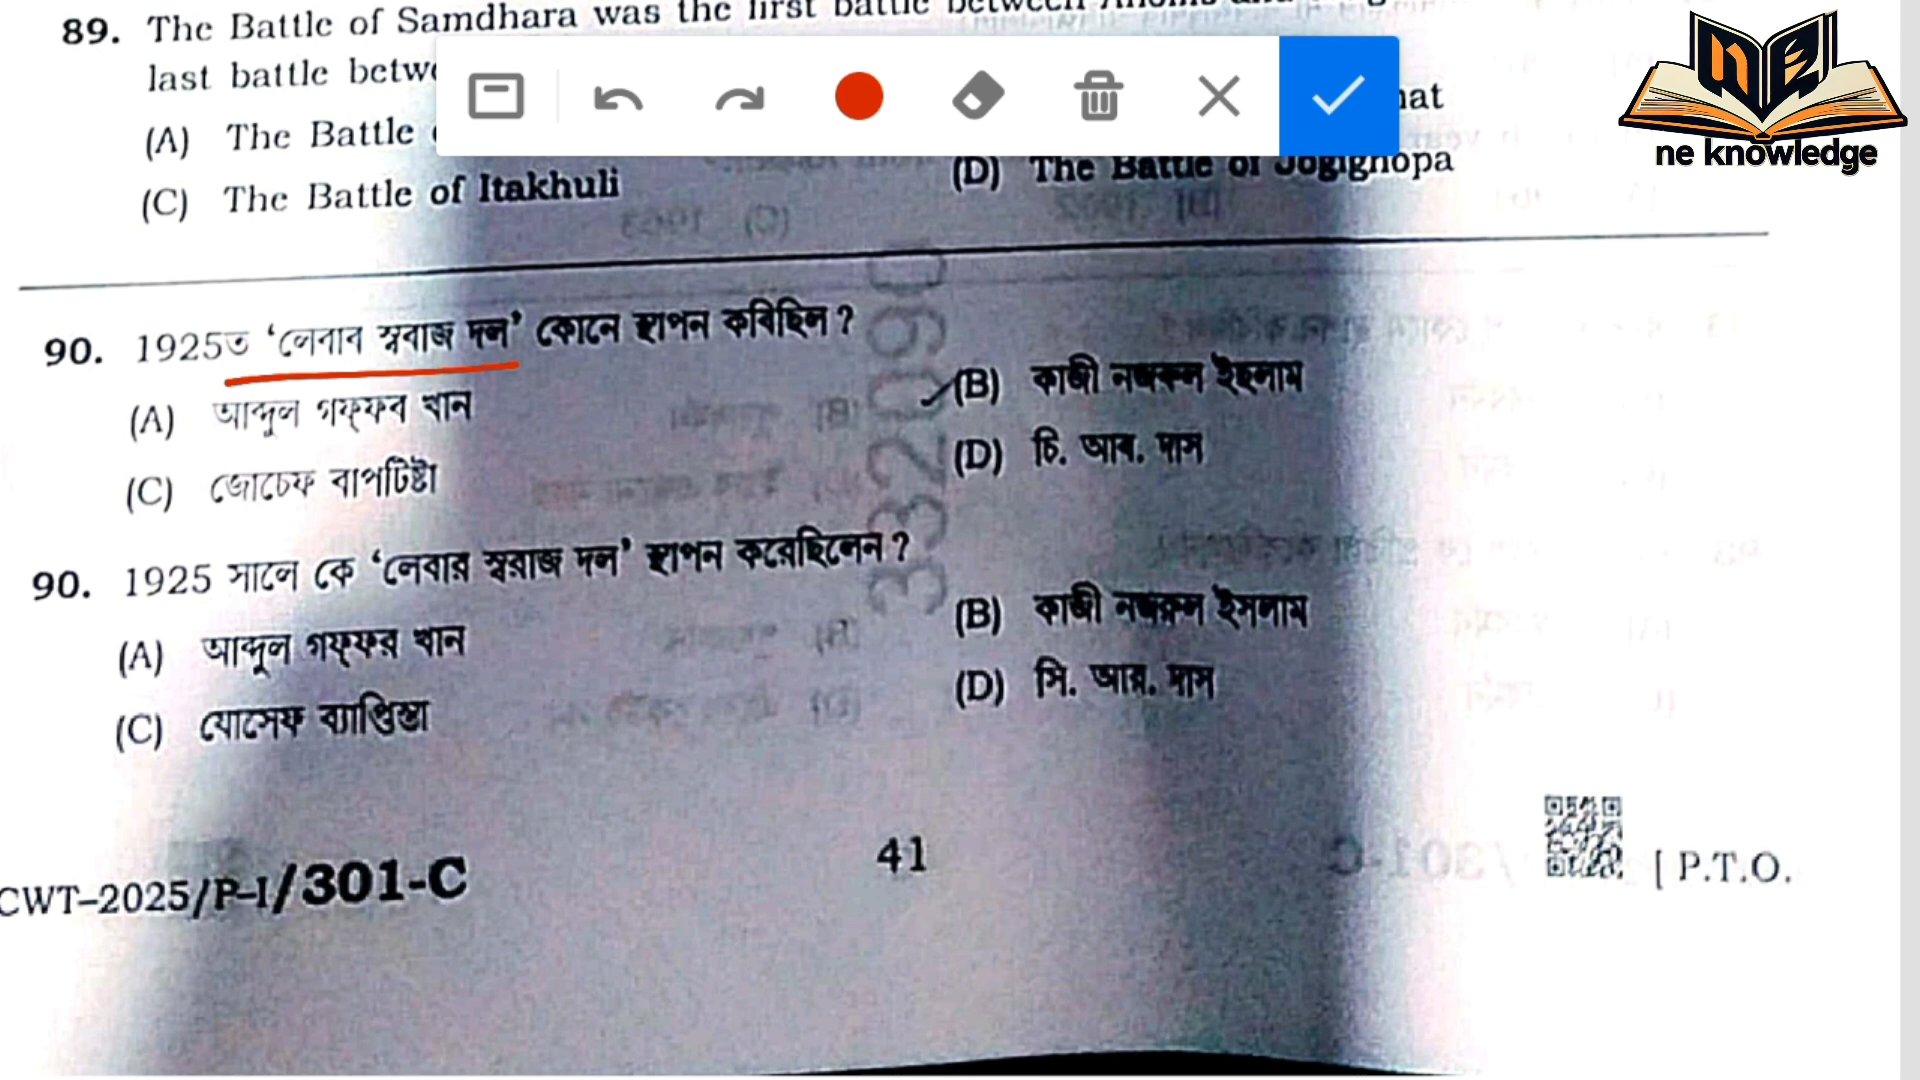 89. The Battle of Samdhara was the first battle between
last battle
(A) The Battle
(C) The Battle of Itakhuli
(D) The Battle of Jogighopa
ne knowledge
90. 1925ত ‘লেবাৰ স্বৰাজ দল’ কোনে স্থাপন কৰিছিল ?
(A) আব্দুল গফ্ফৰ খান
(B) কাজী নজৰুল ইছলাম
(C) জোচেফ বাপটিষ্টা
(D) চি. আৰ. দাস
332090
90. 1925 সালে কে ‘লেবার স্বরাজ দল’ স্থাপন করেছিলেন ?
(A) আব্দুল গফ্ফর খান
(B) কাজী নজরুল ইসলাম
(C) যোসেফ ব্যাপ্তিস্তা
(D) সি. আর. দাস
CWT–2025/P–I/301-C
41
[ P.T.O.